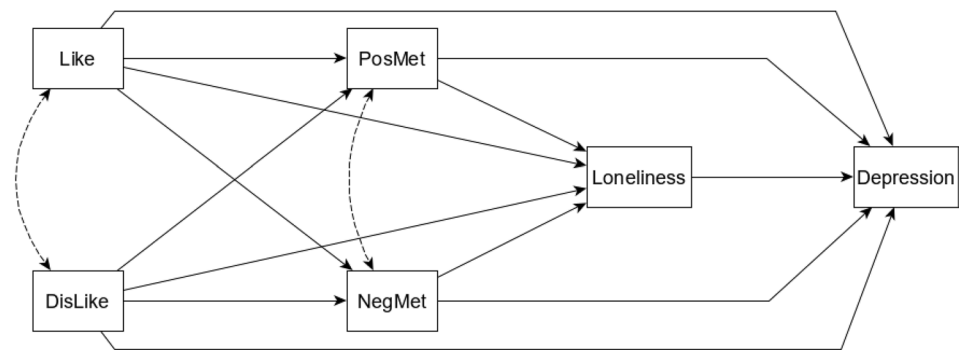 Like
PosMet
Loneliness
Depression
DisLike
NegMet